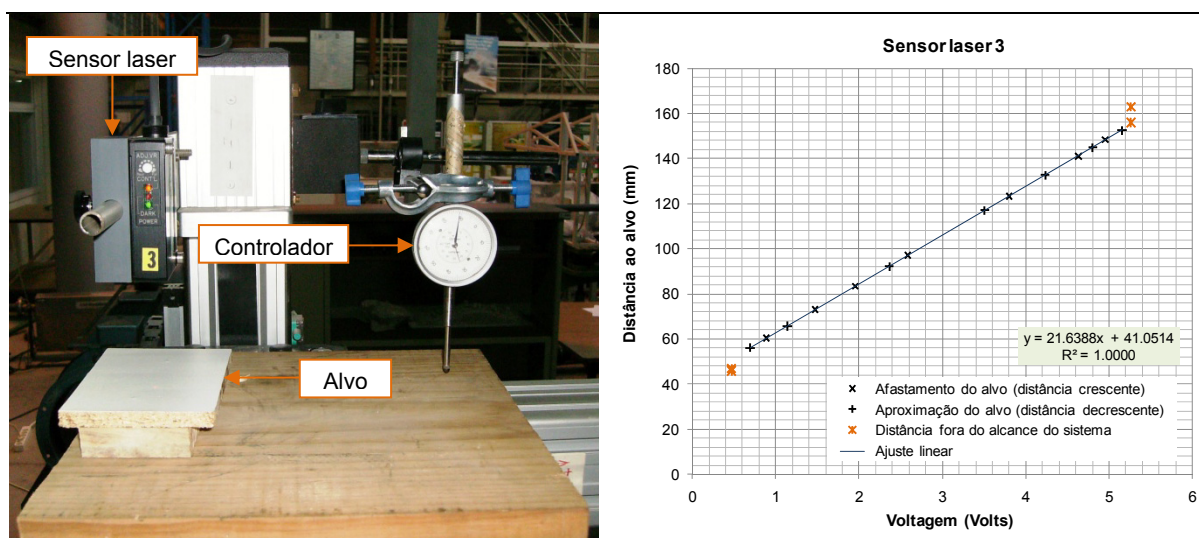 Sensor laser
ADJ.VR
CONT'L
DARK
POWER
3
Controlador
Alvo
Sensor laser 3
Distância ao alvo (mm)
180
160
140
120
100
80
60
40
20
0
y = 21.6388x + 41.0514
R² = 1.0000
Afastamento do alvo (distância crescente)
Aproximação do alvo (distância decrescente)
Distância fora do alcance do sistema
Ajuste linear
0 1 2 3 4 5 6
Voltagem (Volts)